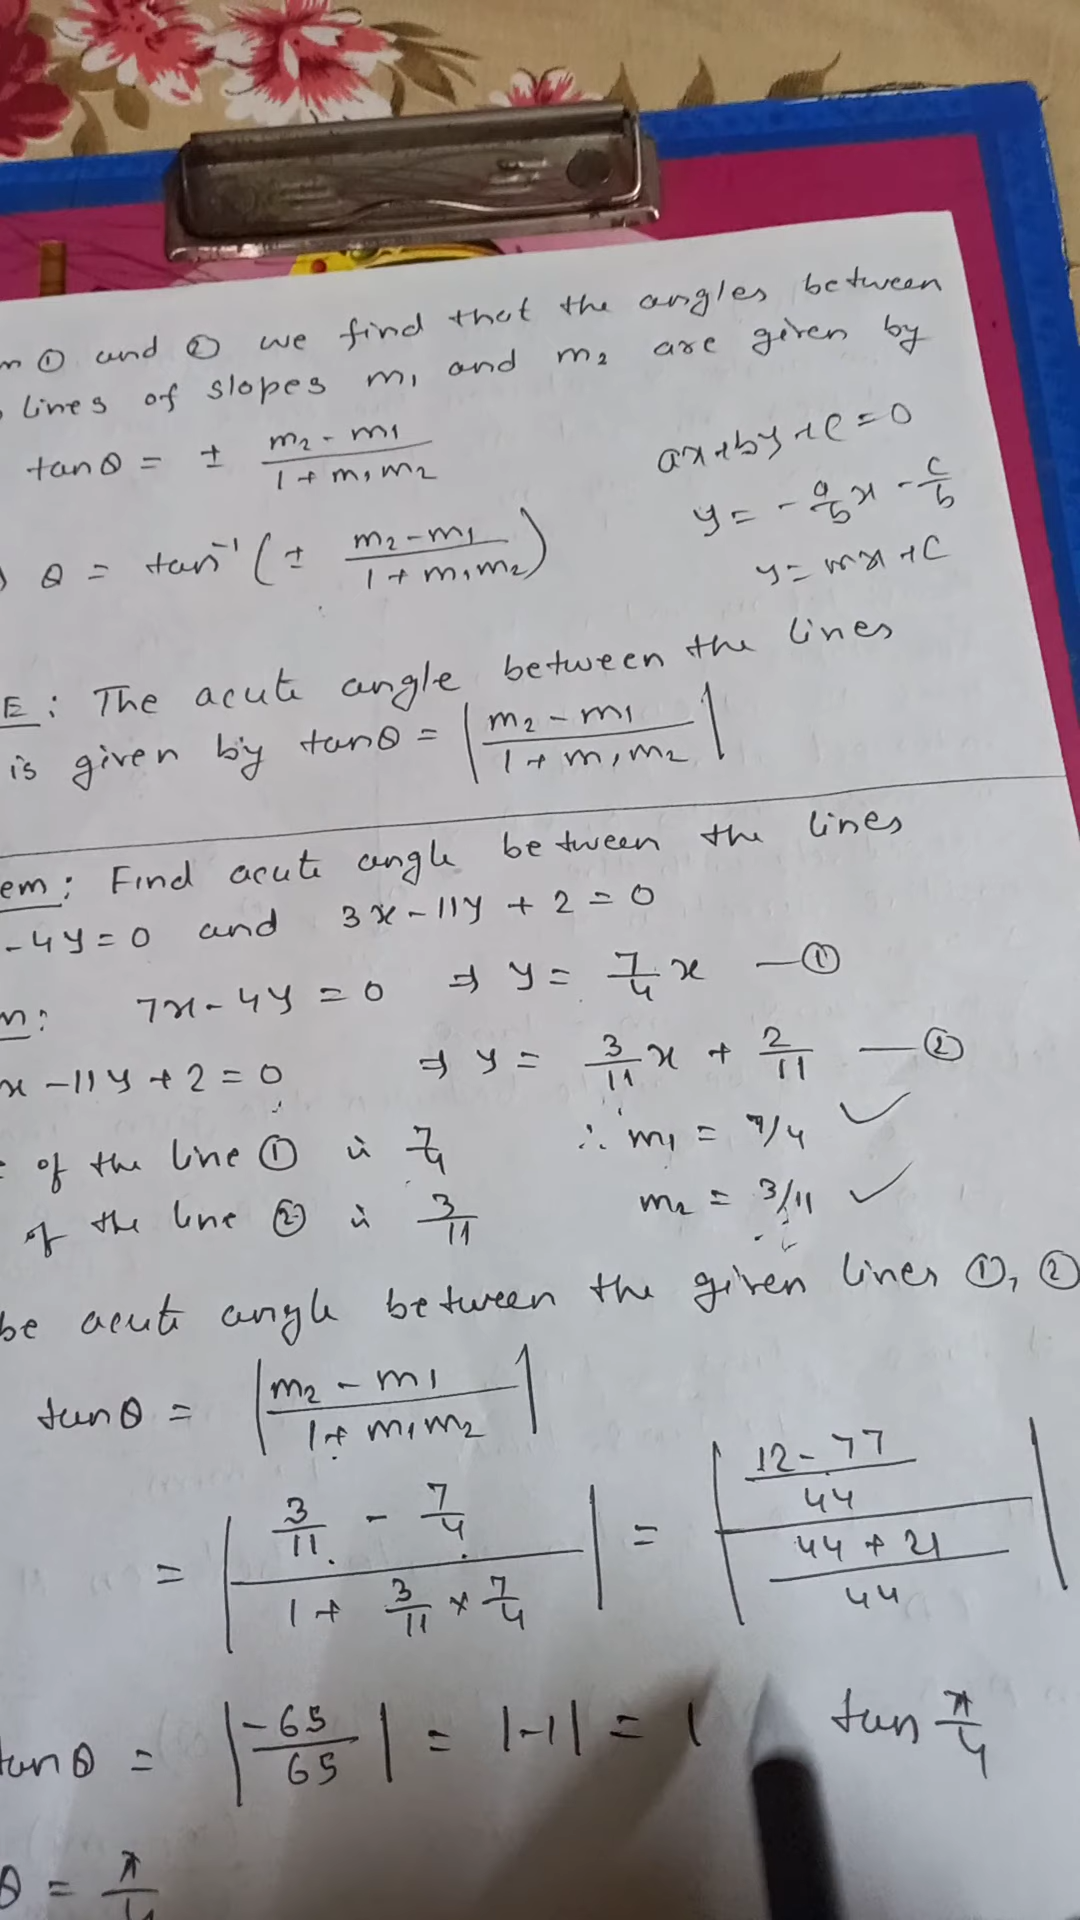 ① and ② we find that the angles between
lines of slopes m₁ and m₂ are given by
tanθ = ± (m₂ - m₁)/(1 + m₁m₂)
ax+by+c=0
y = -a/b x - c/b
θ = tan⁻¹(± (m₂-m₁)/(1+m₁m₂))
y = mx + c
E: The acute angle between the lines
is given by tanθ = |(m₂ - m₁)/(1 + m₁m₂)|
em: Find acute angle between the lines
-4y=0 and 3x-11y + 2 = 0
n: 7x-4y = 0 ⇒ y = 7/4 x —①
x -11y +2 = 0 ⇒ y = 3/11 x + 2/11 —②
of the line ① is 7/4 ∴ m₁ = 7/4 ✓
of the line ② is 3/11 m₂ = 3/11 ✓
be acute angle between the given lines ①, ②
tanθ = |(m₂ - m₁)/(1 + m₁m₂)|
= |(3/11 - 7/4)/(1 + 3/11 × 7/4)| = |((12-77)/44)/((44+21)/44)|
tanθ = |-65/65| = |-1| = 1 tan π/4
θ = π/4